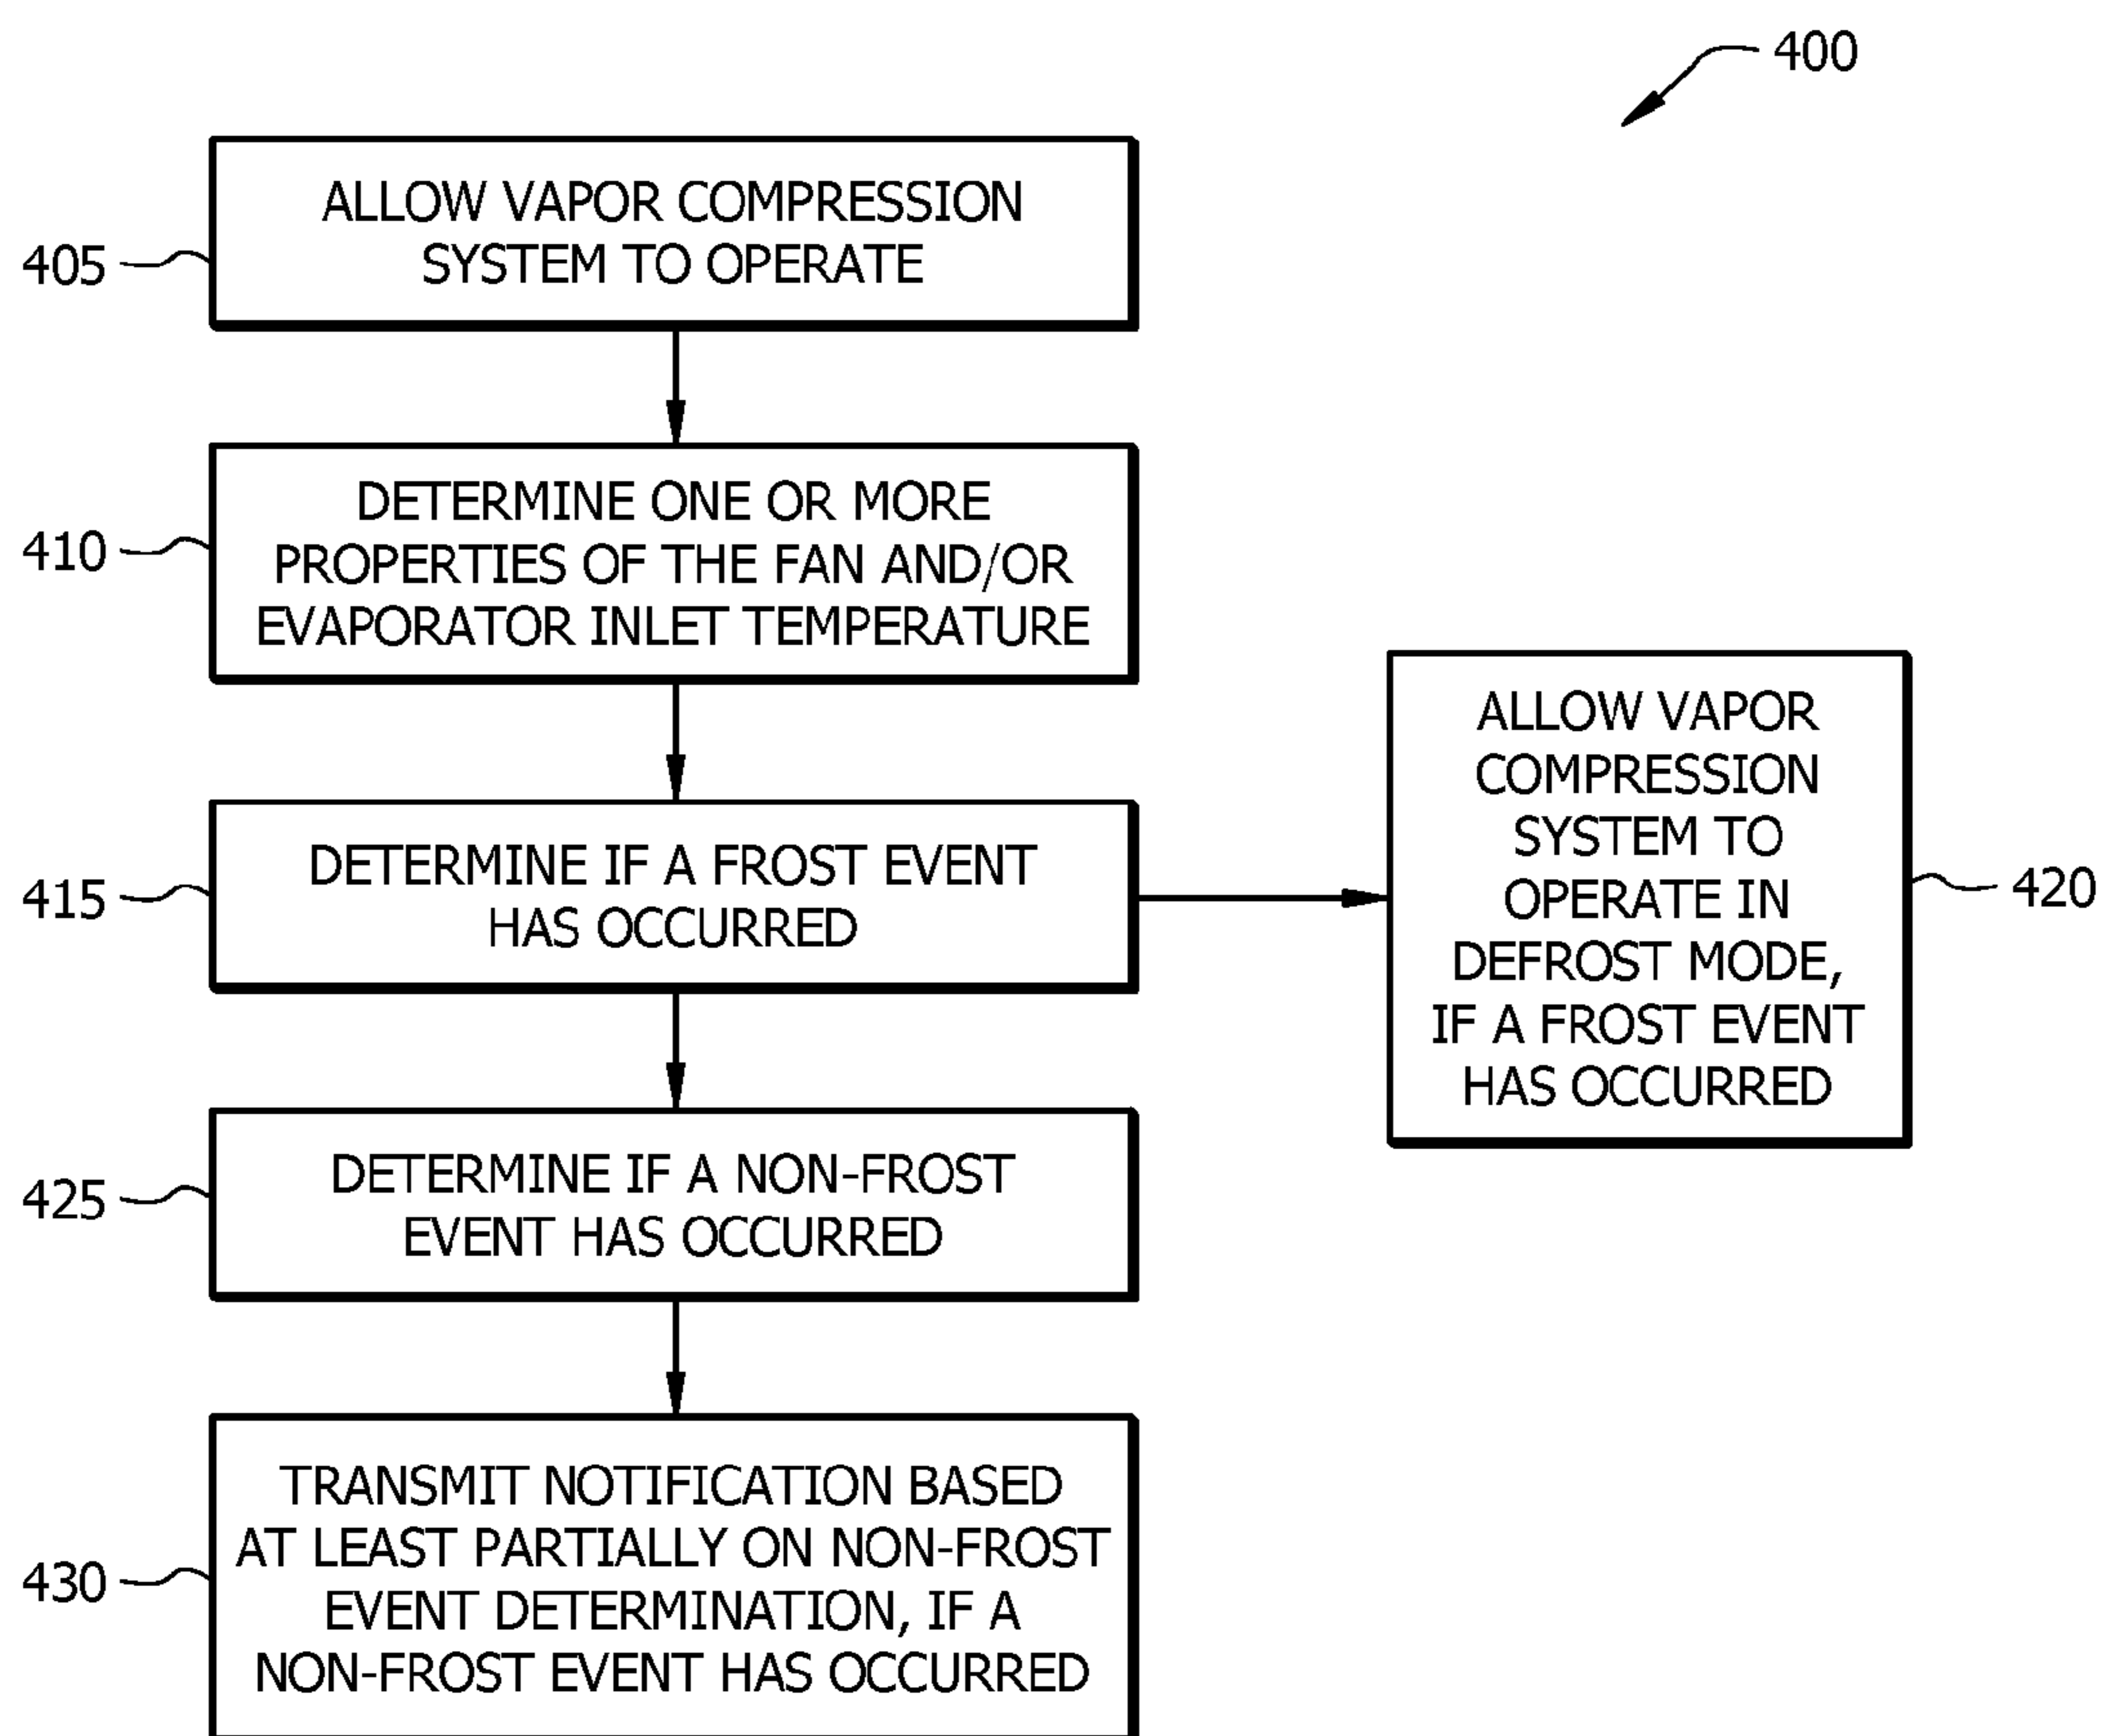 400
405
ALLOW VAPOR COMPRESSION
SYSTEM TO OPERATE
410
DETERMINE ONE OR MORE
PROPERTIES OF THE FAN AND/OR
EVAPORATOR INLET TEMPERATURE
415
DETERMINE IF A FROST EVENT
HAS OCCURRED
ALLOW VAPOR
COMPRESSION
SYSTEM TO
OPERATE IN
DEFROST MODE,
IF A FROST EVENT
HAS OCCURRED
420
425
DETERMINE IF A NON-FROST
EVENT HAS OCCURRED
430
TRANSMIT NOTIFICATION BASED
AT LEAST PARTIALLY ON NON-FROST
EVENT DETERMINATION, IF A
NON-FROST EVENT HAS OCCURRED